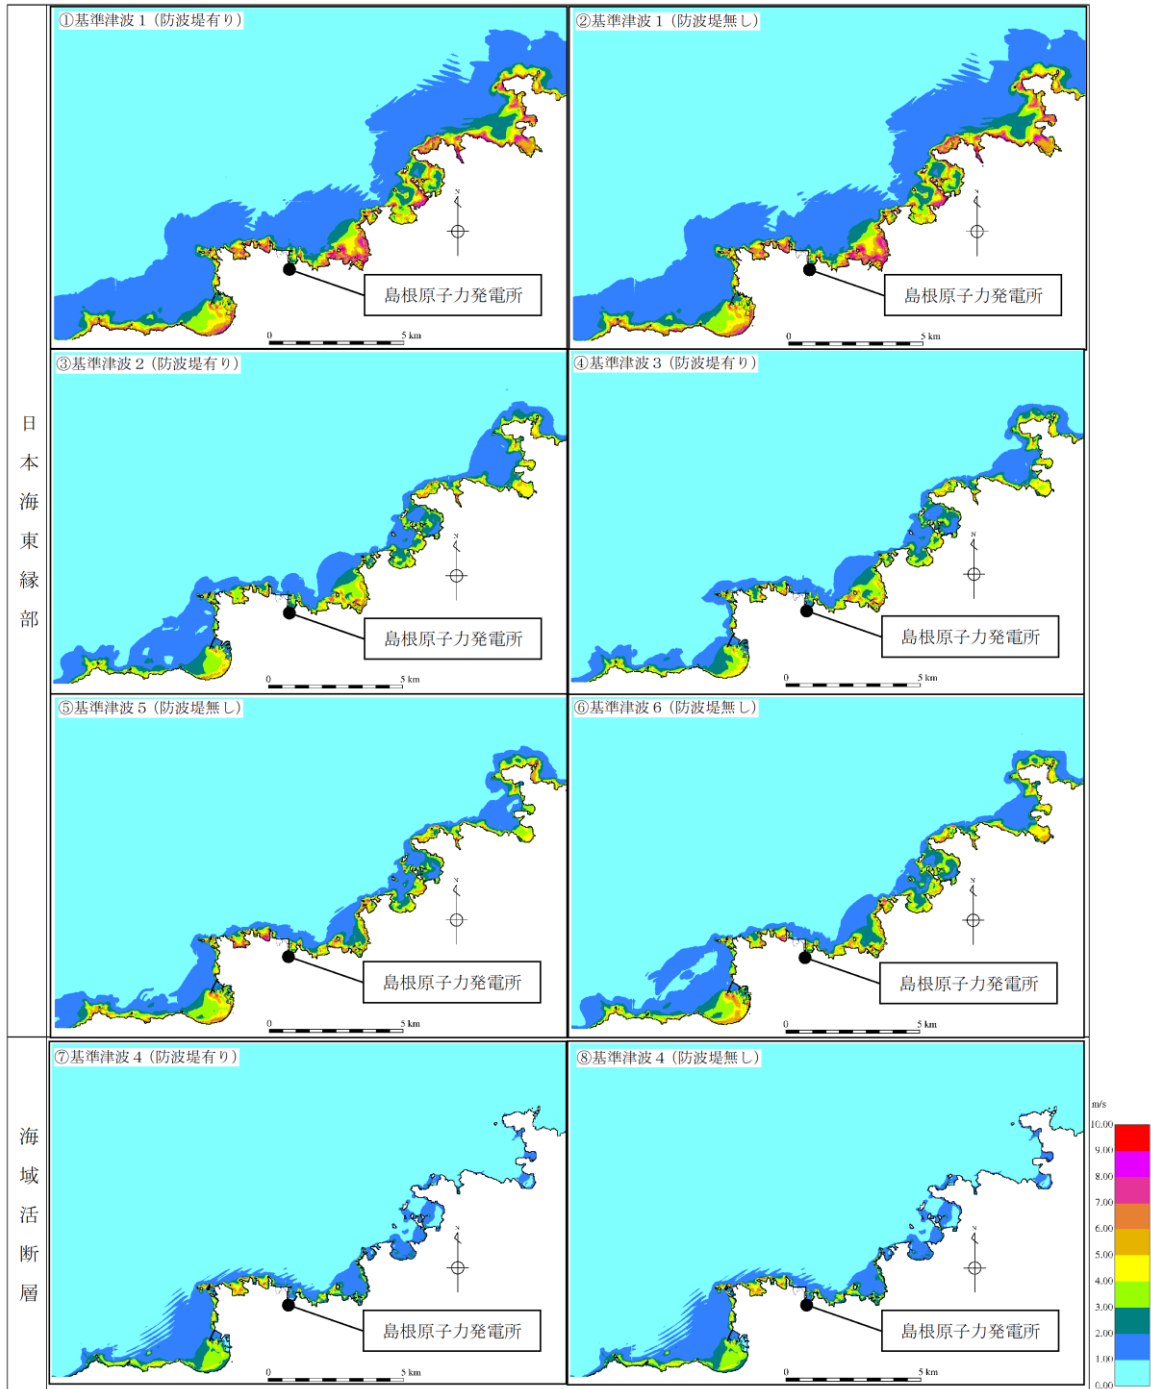 ①基準津波１（防波堤有り）
②基準津波１（防波堤無し）
N
N
島根原子力発電所
島根原子力発電所
0 5 km
0 5 km
③基準津波２（防波堤有り）
④基準津波３（防波堤有り）
日本海東縁部
N
N
島根原子力発電所
島根原子力発電所
0 5 km
0 5 km
⑤基準津波５（防波堤無し）
⑥基準津波６（防波堤無し）
N
N
島根原子力発電所
島根原子力発電所
0 5 km
0 5 km
⑦基準津波４（防波堤有り）
⑧基準津波４（防波堤無し）
海域活断層
N
N
島根原子力発電所
島根原子力発電所
0 5 km
0 5 km
m/s
10.00
9.00
8.00
7.00
6.00
5.00
4.00
3.00
2.00
1.00
0.00